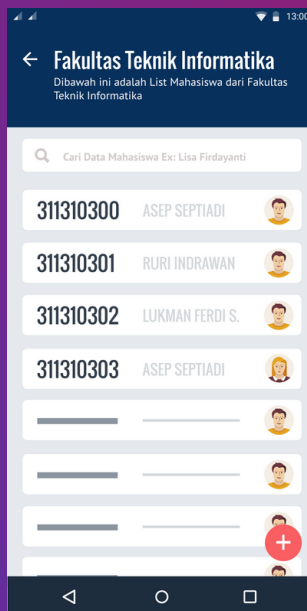 13:00
Fakultas Teknik Informatika
Dibawah ini adalah List Mahasiswa dari Fakultas
Teknik Informatika
Cari Data Mahasiswa Ex: Lisa Firdayanti
311310300 ASEP SEPTIADI
311310301 RURI INDRAWAN
311310302 LUKMAN FERDI S.
311310303 ASEP SEPTIADI